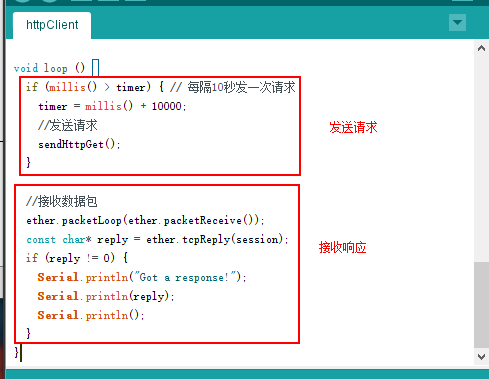 httpClient
void loop () {
if (millis() > timer) { // 每隔10秒发一次请求
timer = millis() + 10000;
//发送请求
sendHttpGet();
}
发送请求
//接收数据包
ether.packetLoop(ether.packetReceive());
const char* reply = ether.tcpReply(session);
if (reply != 0) {
Serial.println("Got a response!");
Serial.println(reply);
Serial.println();
}
}
接收响应